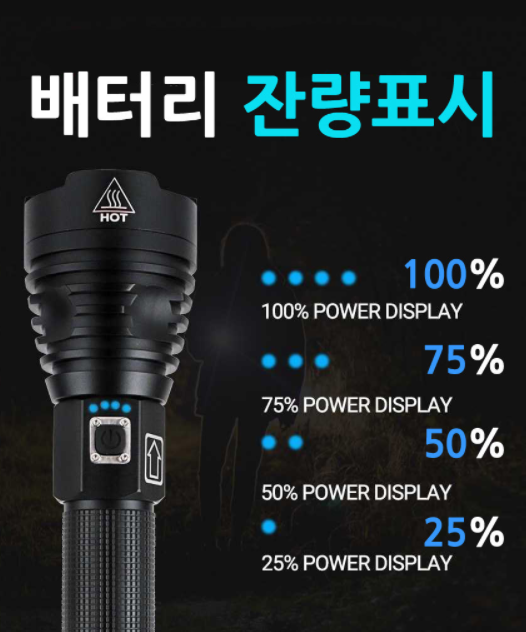 배터리 잔량표시
HOT
100%
100% POWER DISPLAY
75%
75% POWER DISPLAY
50%
50% POWER DISPLAY
25%
25% POWER DISPLAY